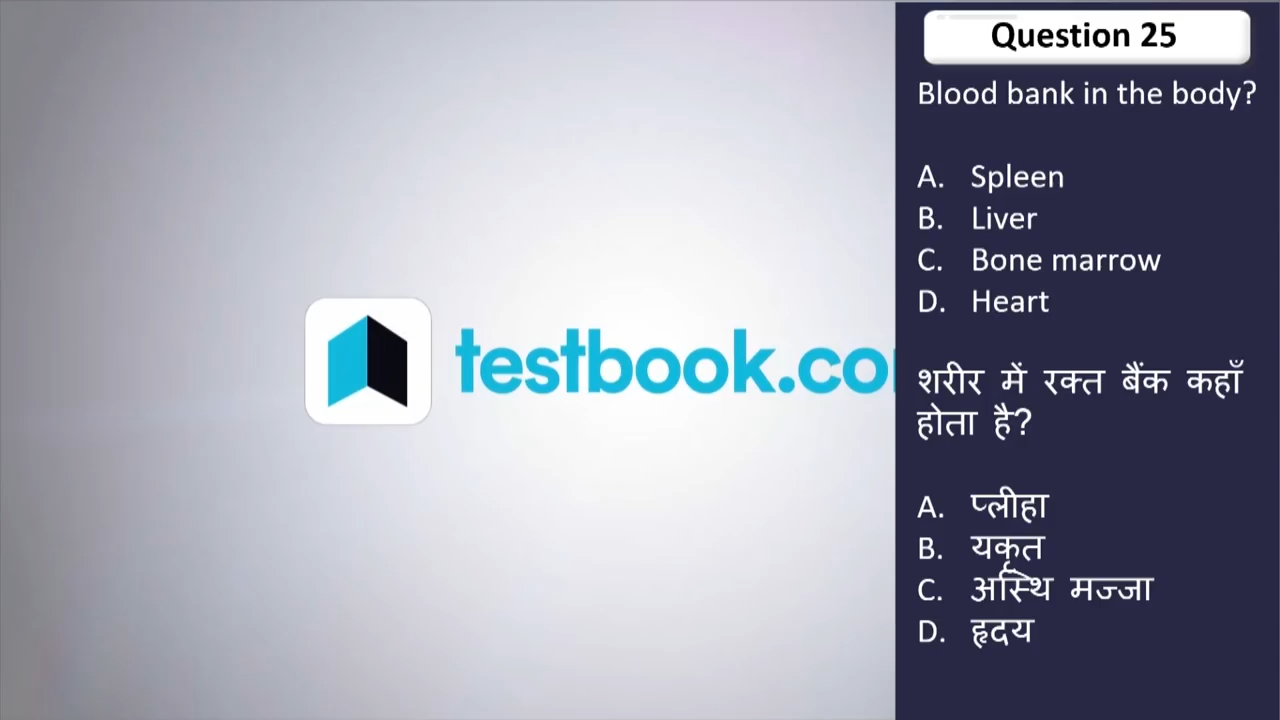 Question 25
Blood bank in the body?
A. Spleen
B. Liver
C. Bone marrow
D. Heart
शरीर में रक्त बैंक कहाँ
होता है?
A. प्लीहा
B. यकृत
C. अस्थि मज्जा
D. हृदय
testbook.co